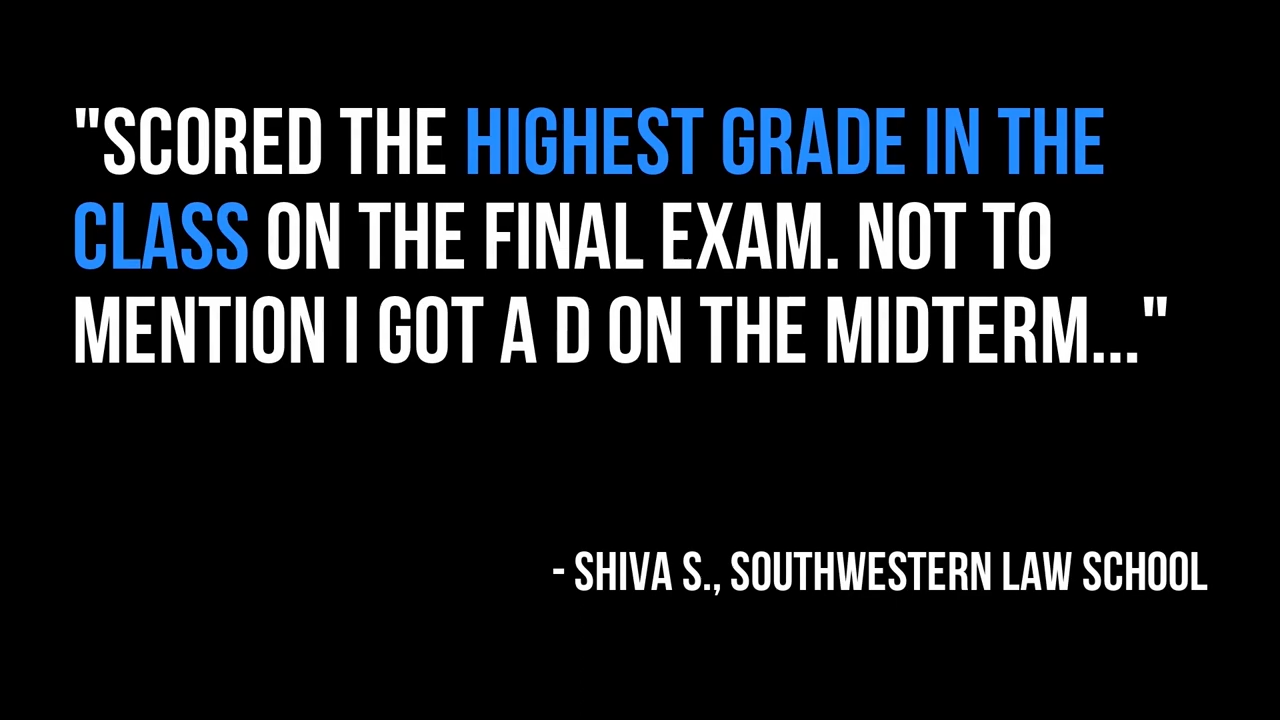 "SCORED THE HIGHEST GRADE IN THE
CLASS ON THE FINAL EXAM. NOT TO
MENTION I GOT A D ON THE MIDTERM..."
- SHIVA S., SOUTHWESTERN LAW SCHOOL